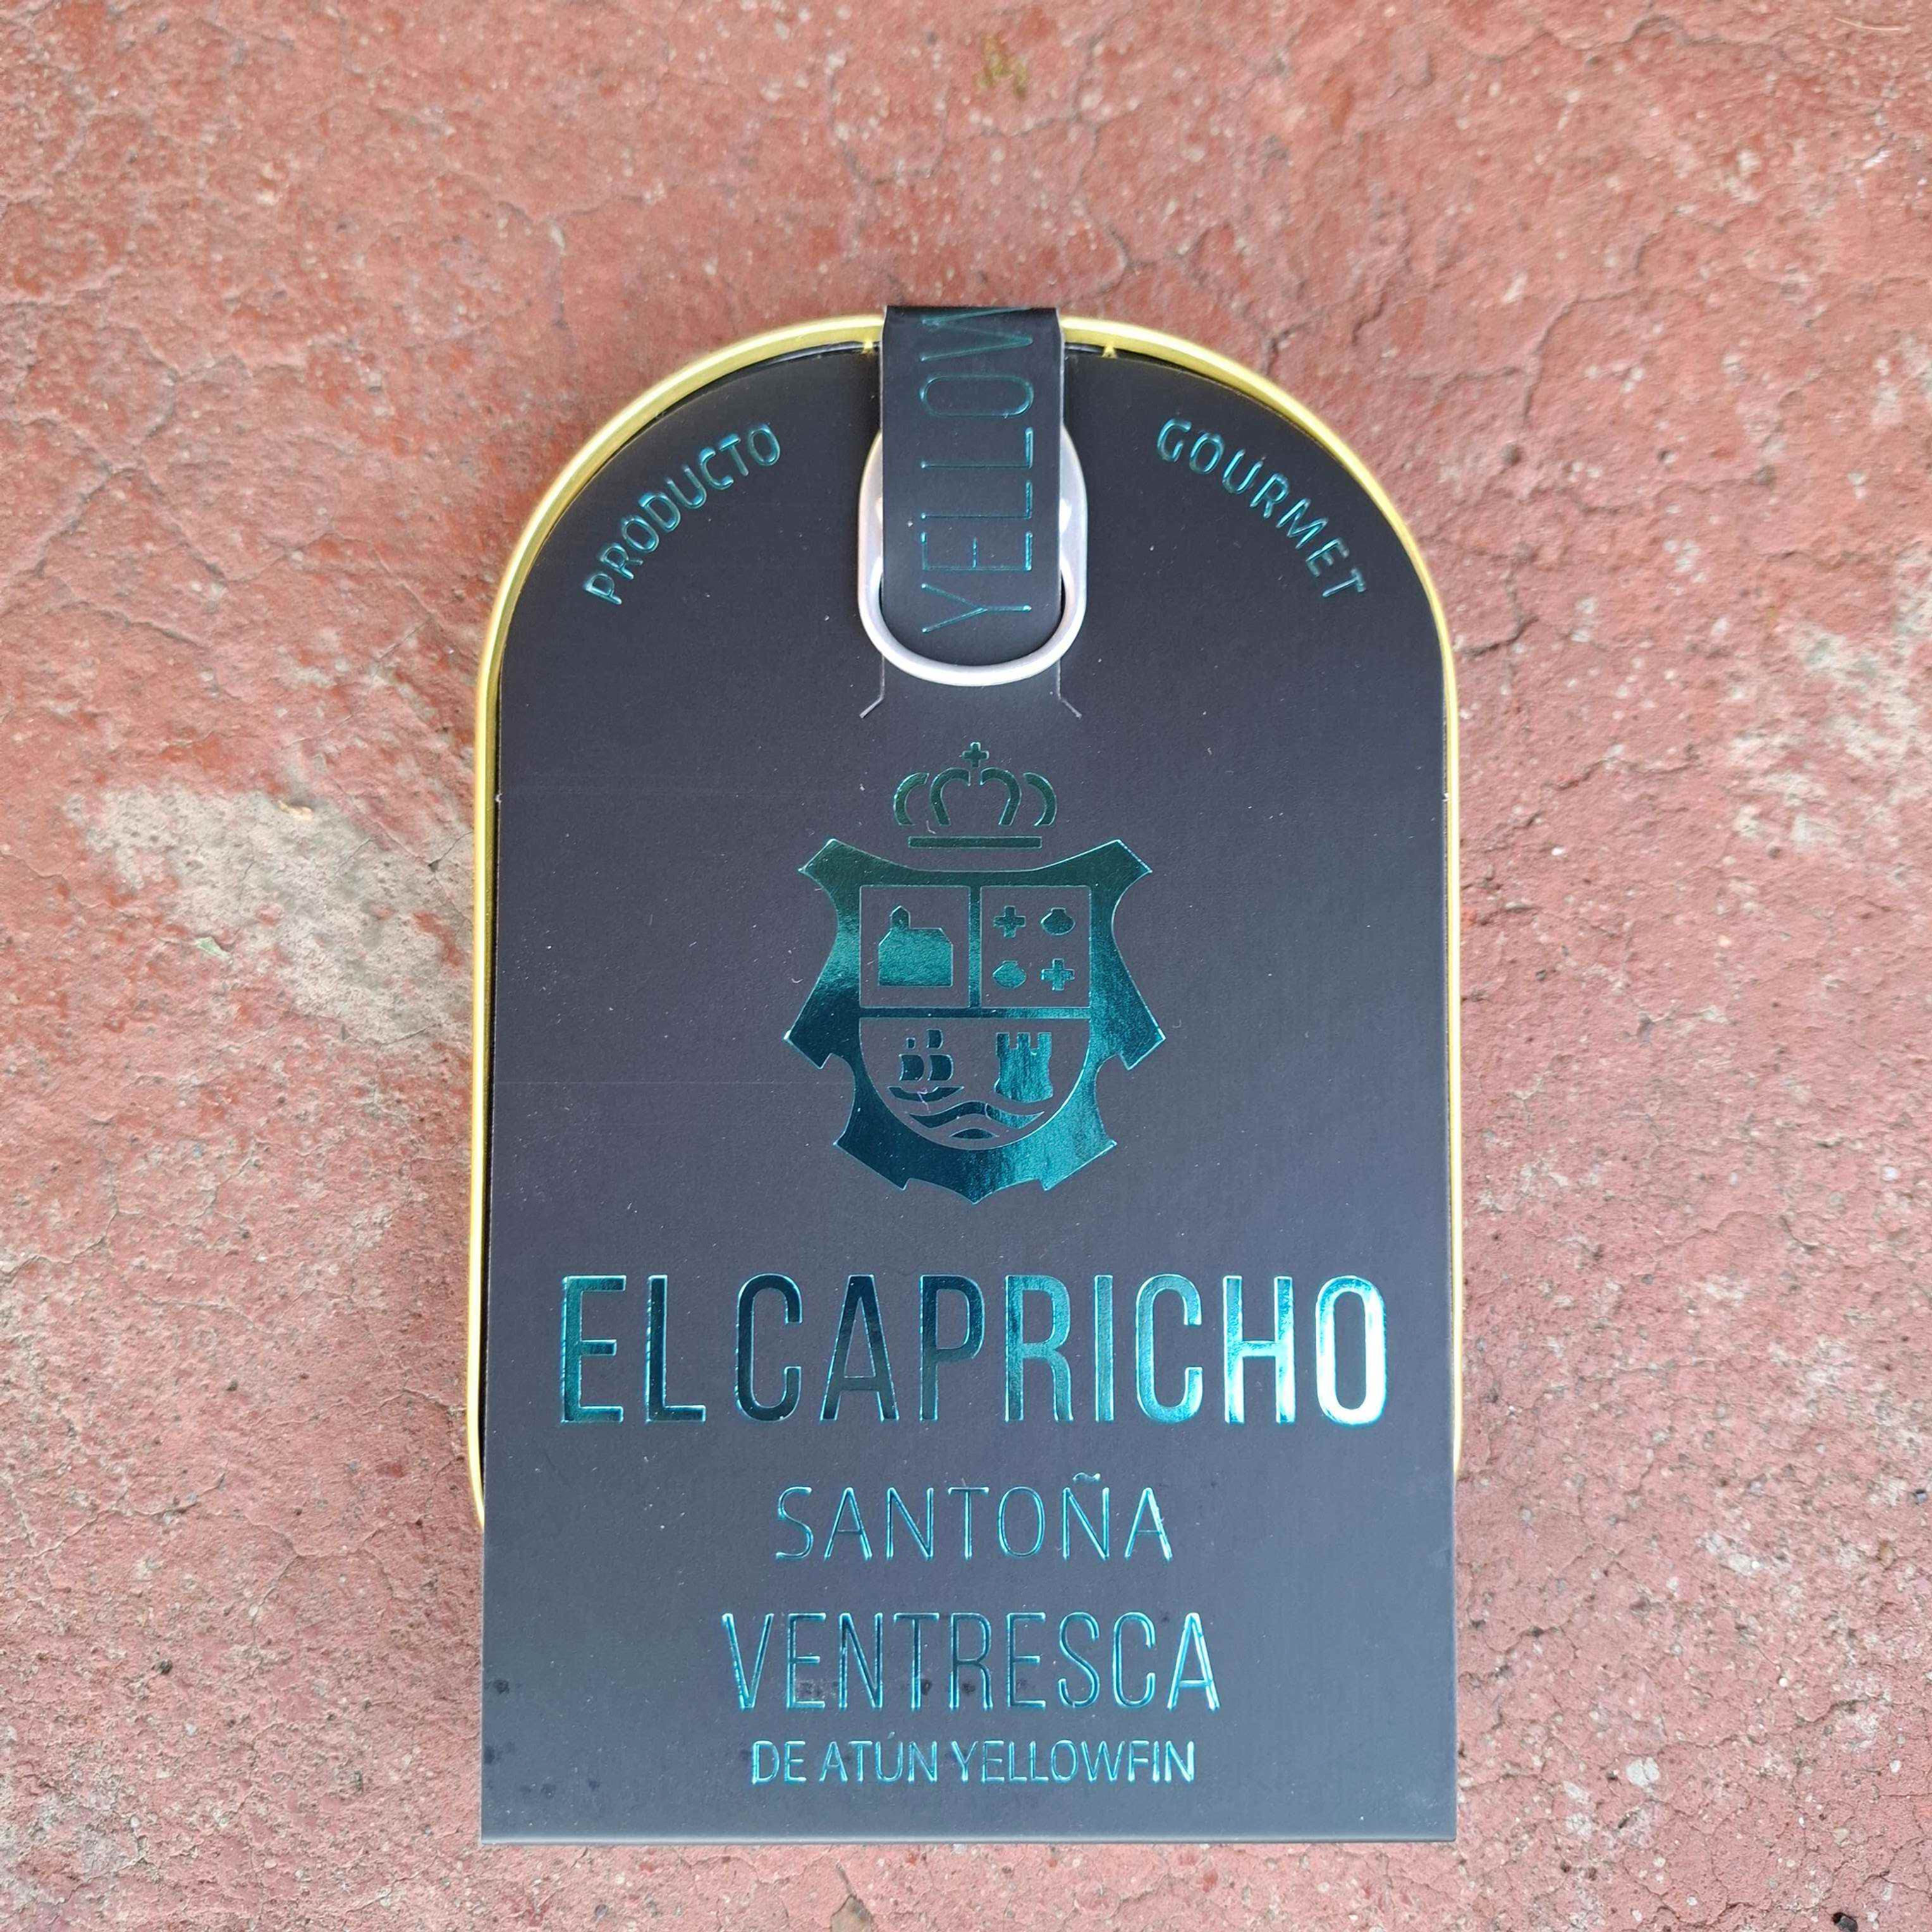 YELLOW
PRODUCTO
GOURMET
EL CAPRICHO
SANTOÑA
VENTRESCA
DE ATÚN YELLOWFIN